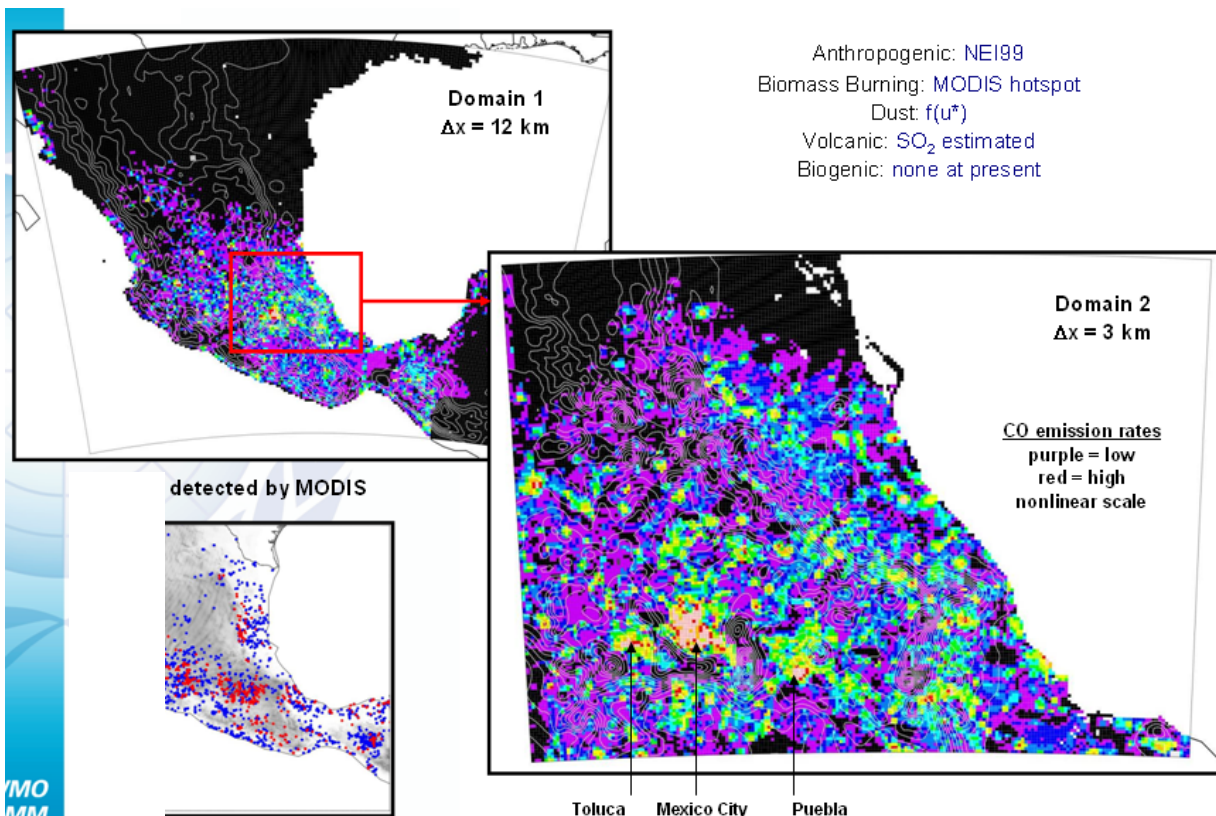 Anthropogenic: NEI99
Biomass Burning: MODIS hotspot
Dust: f(u*)
Volcanic: SO₂ estimated
Biogenic: none at present
Domain 1
Δx = 12 km
Domain 2
Δx = 3 km
CO emission rates
purple = low
red = high
nonlinear scale
detected by MODIS
Toluca Mexico City Puebla